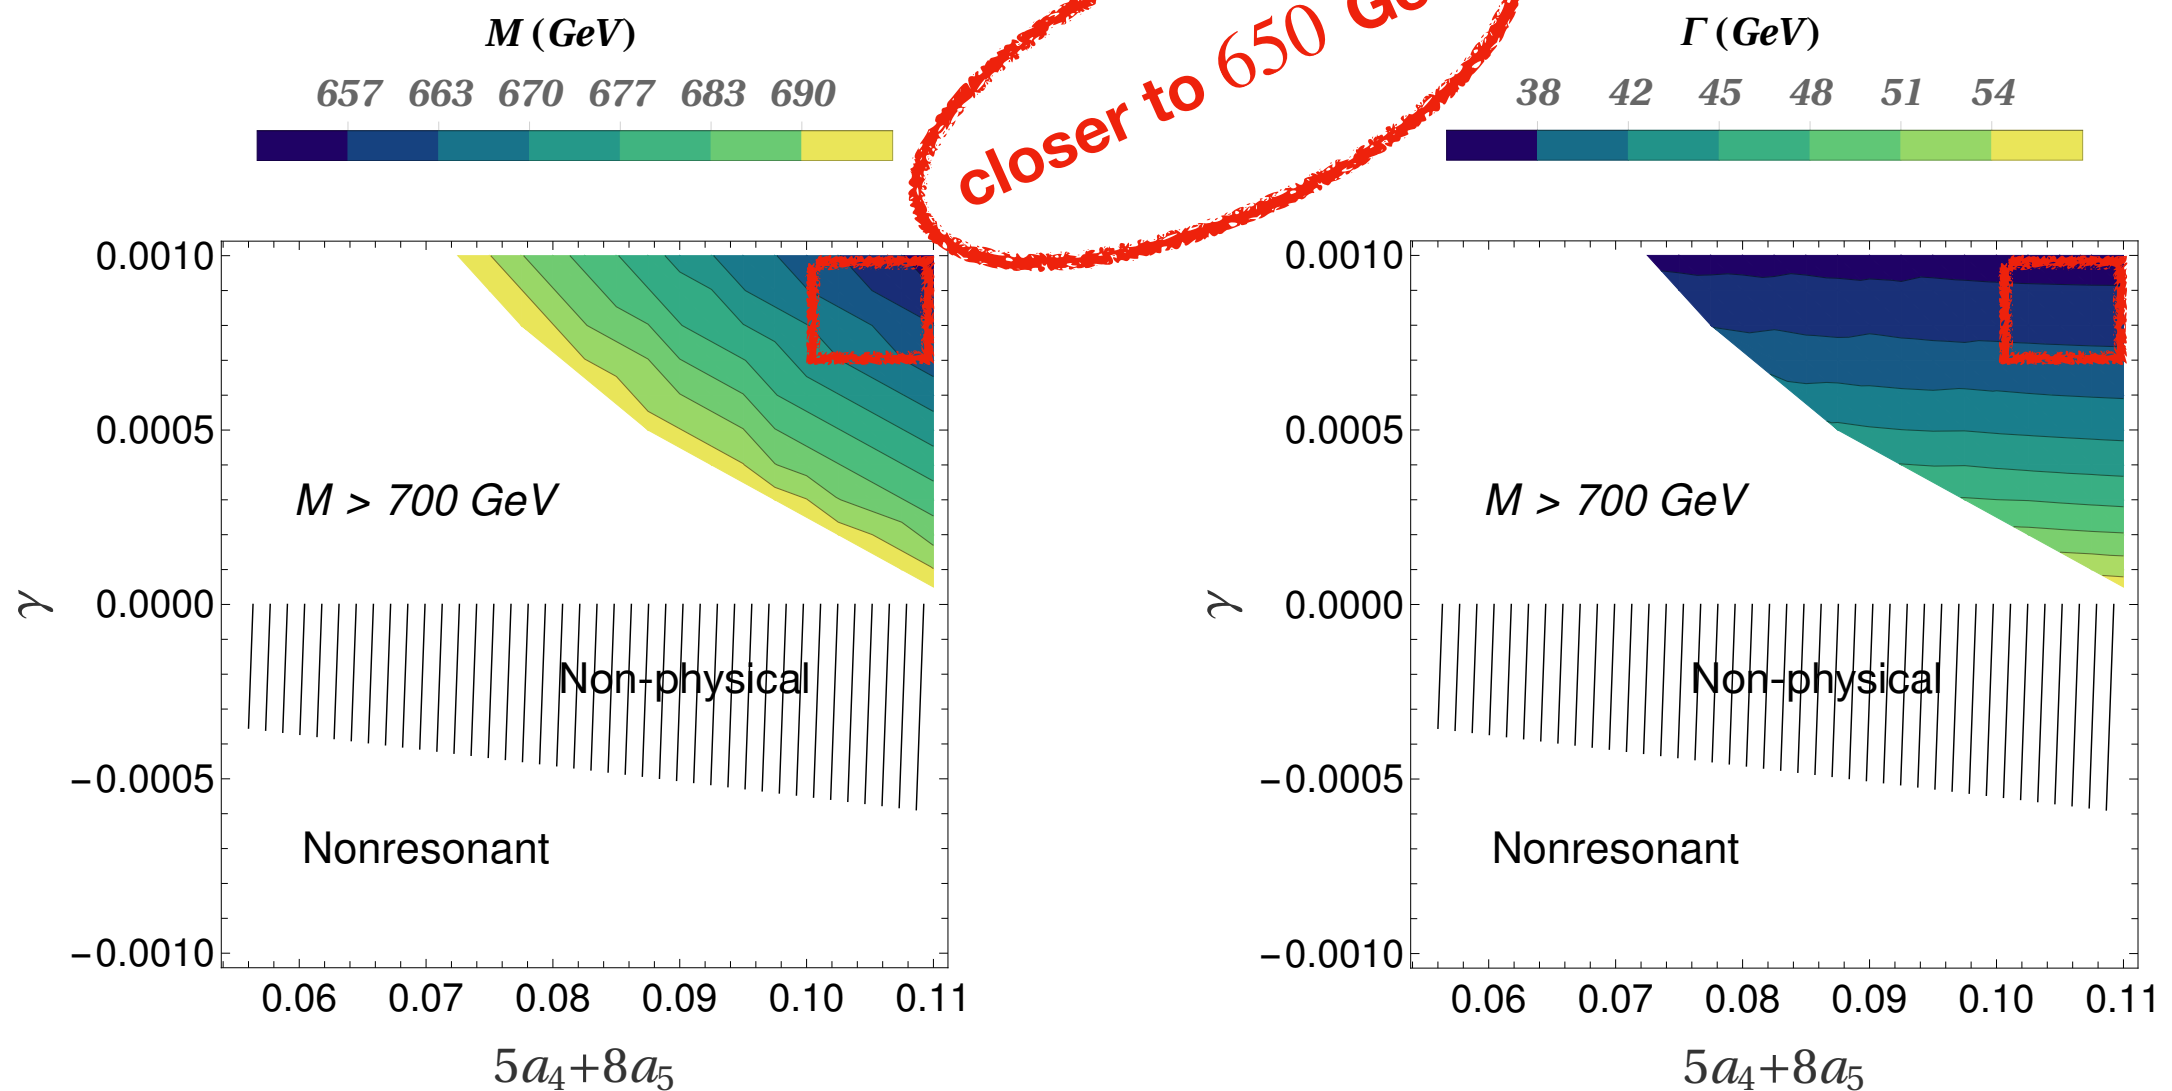 M (GeV)
657 663 670 677 683 690
closer to 650
Γ (GeV)
38 42 45 48 51 54
0.0010
0.0005
0.0000
−0.0005
−0.0010
γ
M > 700 GeV
Non-physical
Nonresonant
0.06 0.07 0.08 0.09 0.10 0.11
5a₄+8a₅
0.0010
0.0005
0.0000
−0.0005
−0.0010
γ
M > 700 GeV
Non-physical
Nonresonant
0.06 0.07 0.08 0.09 0.10 0.11
5a₄+8a₅